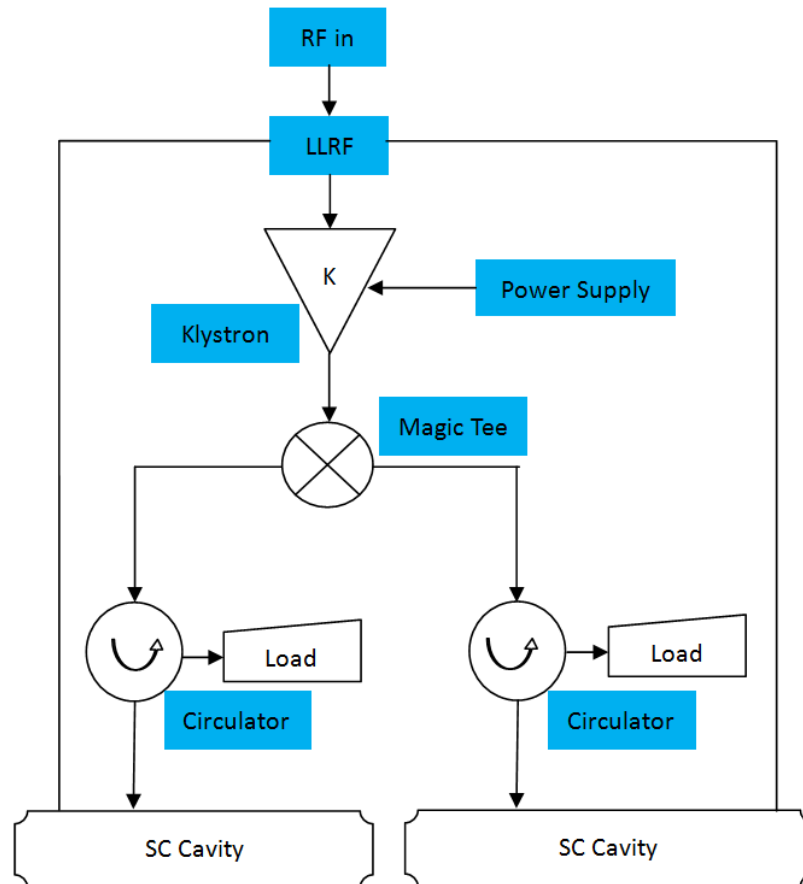 RF in
LLRF
K
Power Supply
Klystron
Magic Tee
Load
Load
Circulator
Circulator
SC Cavity
SC Cavity